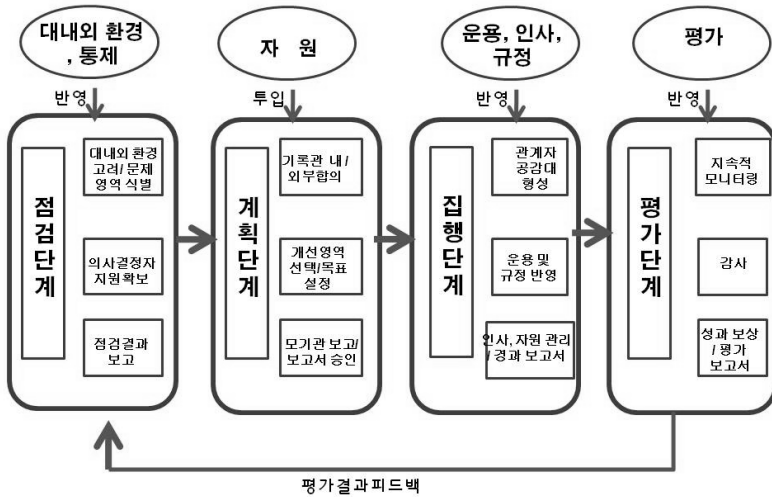 대내외 환경
, 통제
자 원
운용, 인사,
규정
평가
반영
투입
반영
반영
점검단계
대내외 환경
고려/ 문제
영역 식별
의사결정자
지원확보
점검결과
보고
계획단계
기록관 내/
외부합의
개선영역
선택/목표
설정
모기관 보고/
보고서 승인
집행단계
관계자
공감대
형성
운용 및
규정 반영
인사, 자원 관리
/ 경과 보고서
평가단계
지속적
모니터링
감사
성과 보상
/ 평가
보고서
평가결과피드백